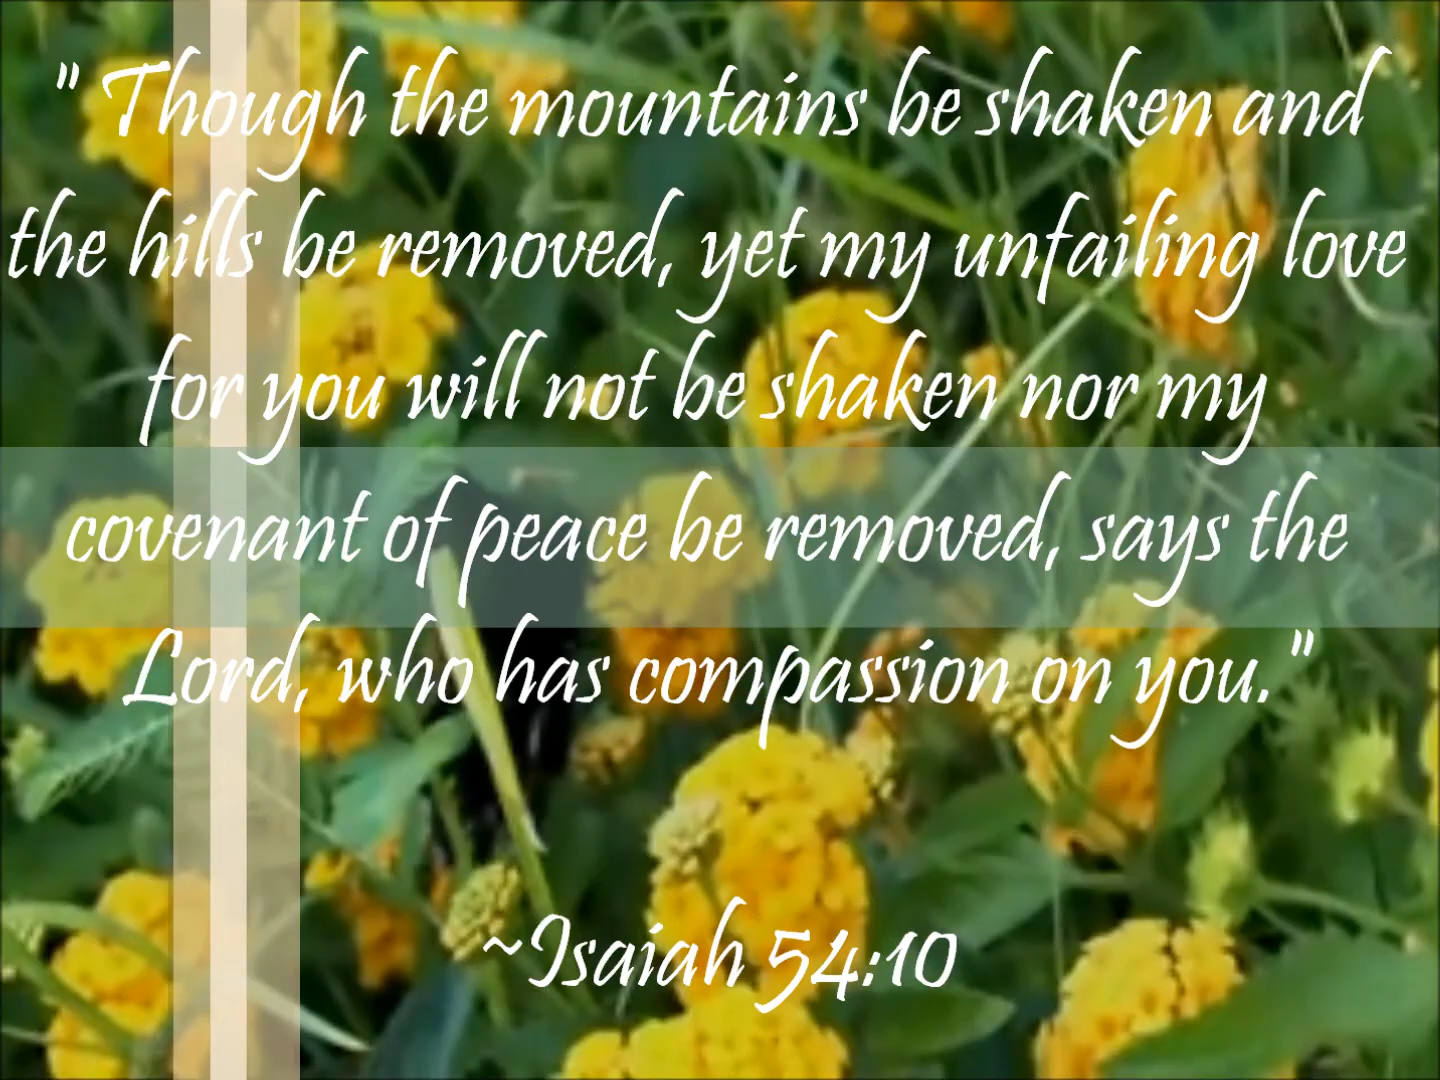 " Though the mountains be shaken and
the hills be removed, yet my unfailing love
for you will not be shaken nor my
covenant of peace be removed, says the
Lord, who has compassion on you."
~Isaiah 54:10